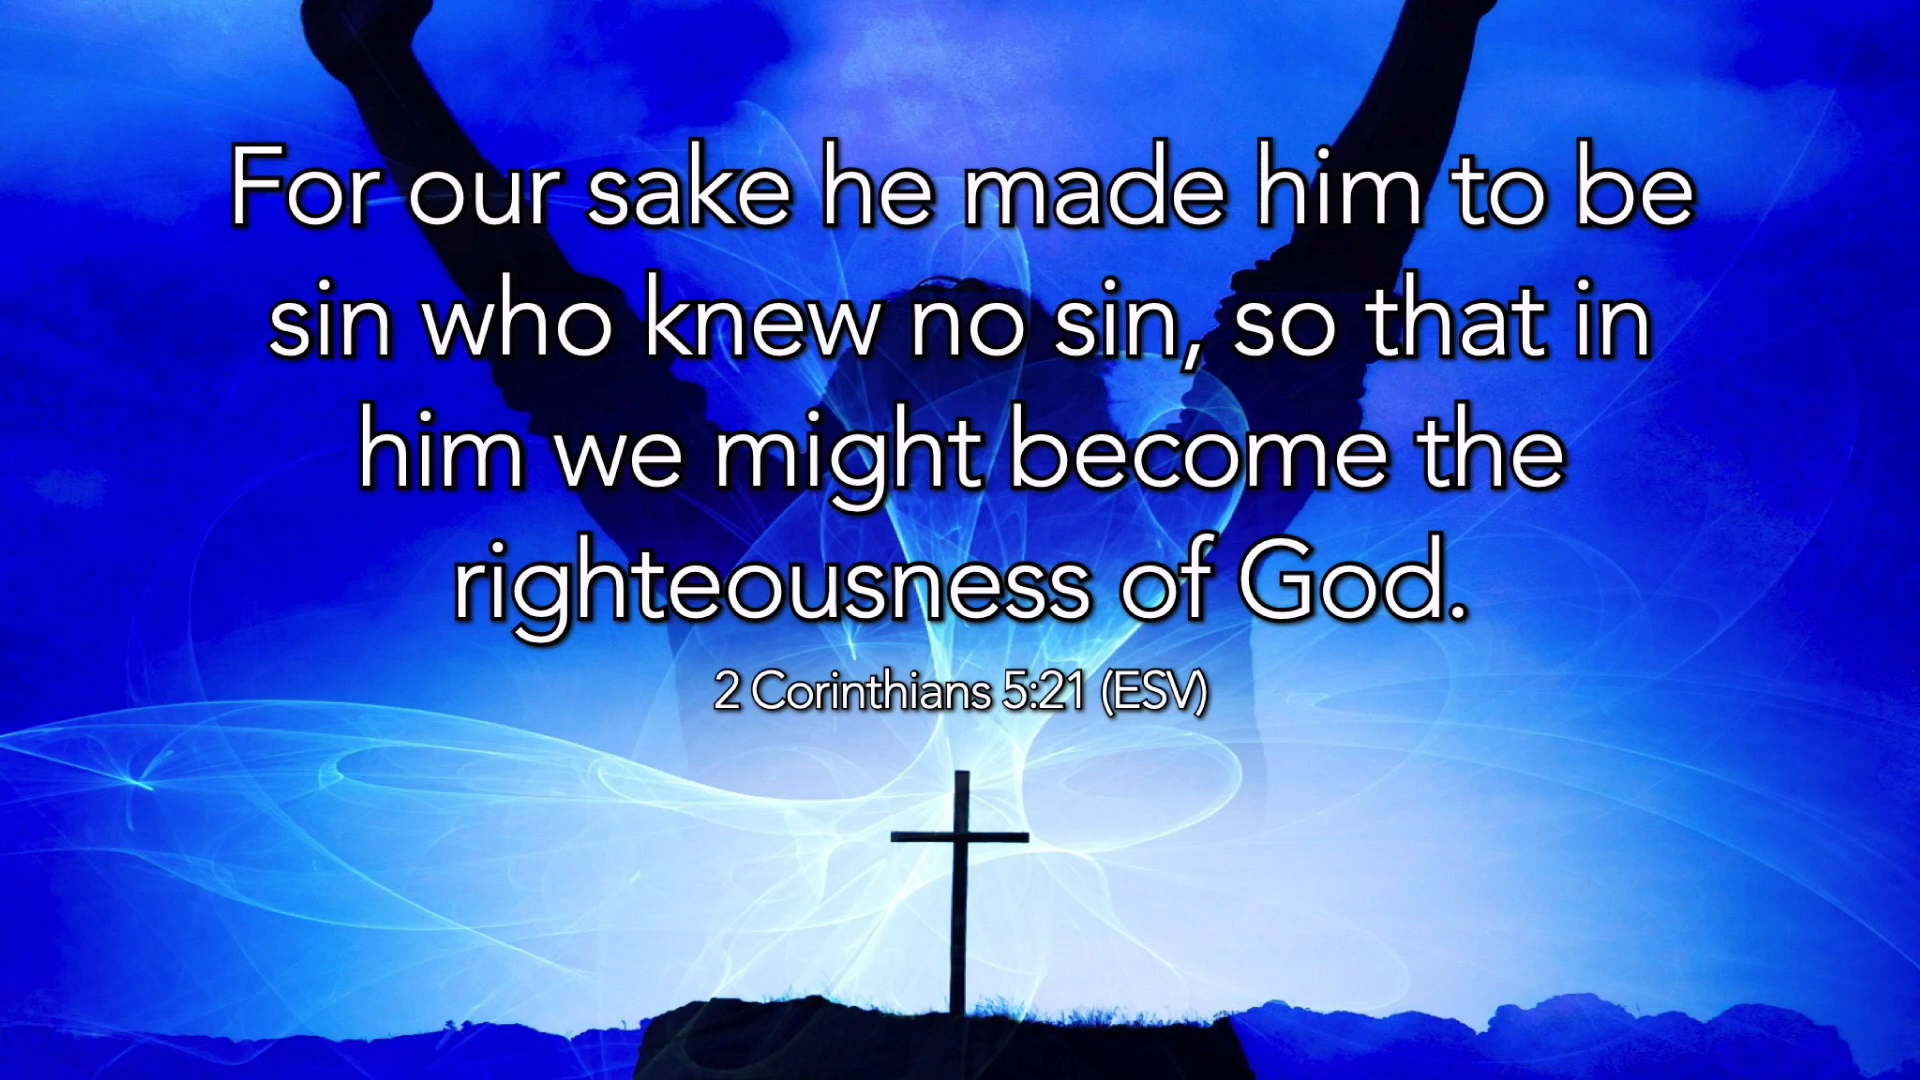 For our sake he made him to be
sin who knew no sin, so that in
him we might become the
righteousness of God.
2 Corinthians 5:21 (ESV)